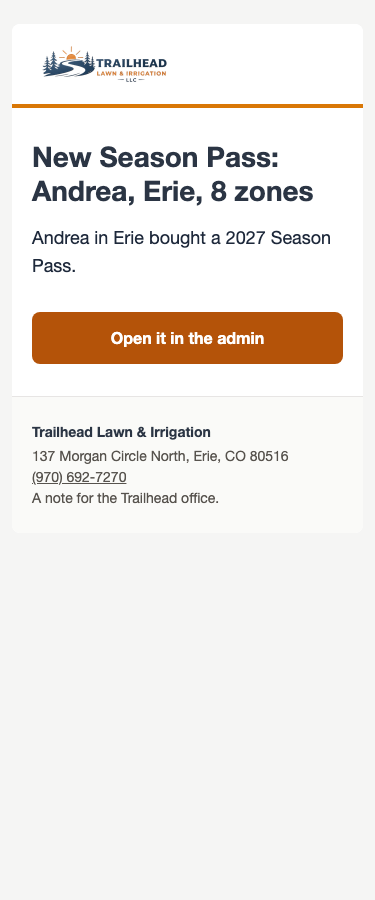 TRAILHEAD
LAWN & IRRIGATION
LLC
New Season Pass:
Andrea, Erie, 8 zones
Andrea in Erie bought a 2027 Season
Pass.
Open it in the admin
Trailhead Lawn & Irrigation
137 Morgan Circle North, Erie, CO 80516
(970) 692-7270
A note for the Trailhead office.